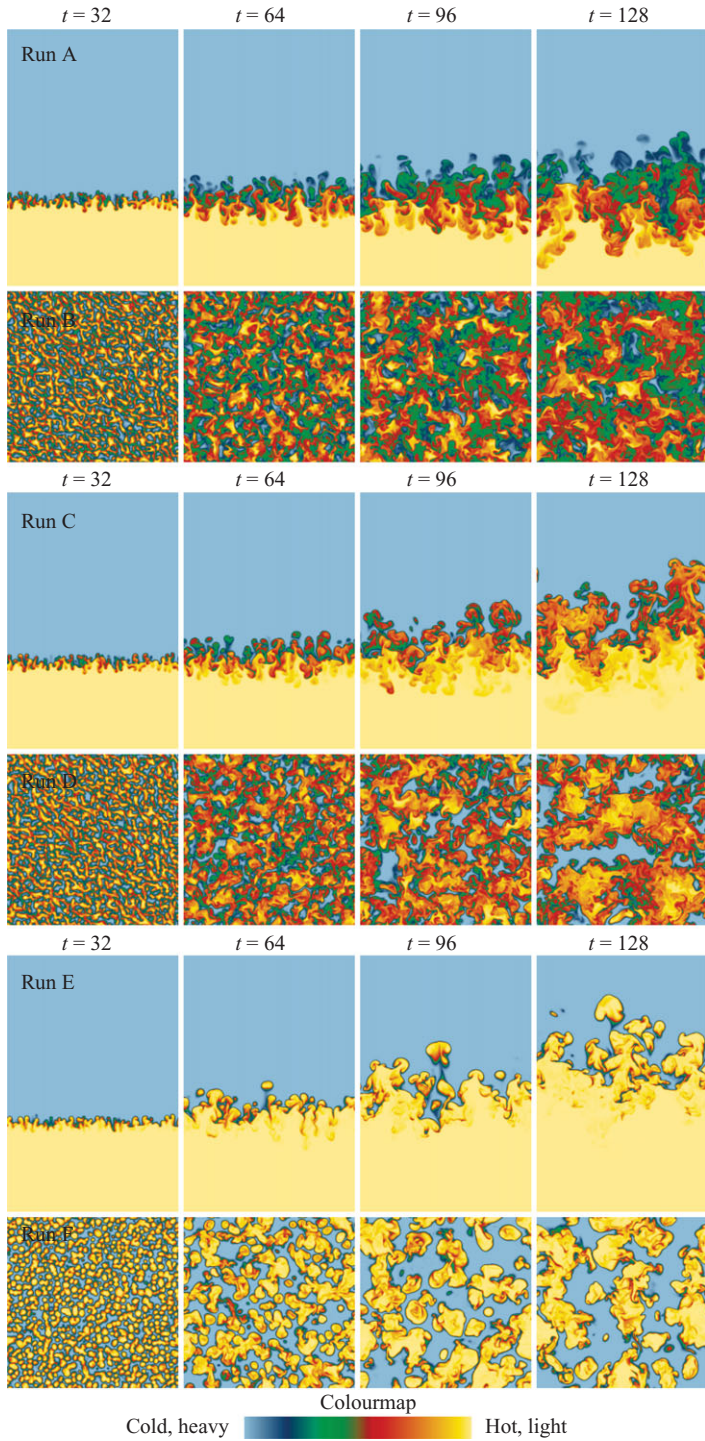 t = 32 t = 64 t = 96 t = 128
Run A
Run B
t = 32 t = 64 t = 96 t = 128
Run C
Run D
t = 32 t = 64 t = 96 t = 128
Run E
Run F
Colourmap
Cold, heavy Hot, light